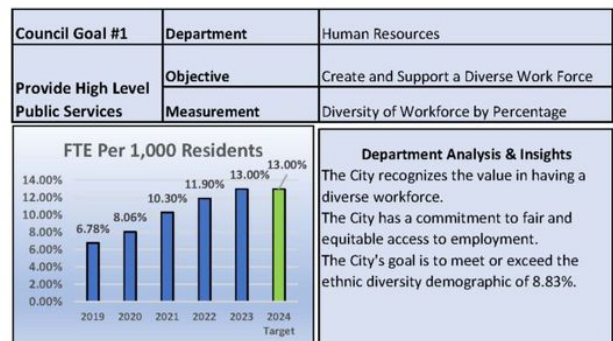 Council Goal #1
Department
Human Resources
Provide High Level
Public Services
Objective
Create and Support a Diverse Work Force
Measurement
Diversity of Workforce by Percentage
FTE Per 1,000 Residents
14.00%
12.00%
10.00%
8.00%
6.00%
4.00%
2.00%
0.00%
6.78%
8.06%
10.30%
11.90%
13.00%
13.00%
2019
2020
2021
2022
2023
2024
Target
Department Analysis & Insights
The City recognizes the value in having a
diverse workforce.
The City has a commitment to fair and
equitable access to employment.
The City's goal is to meet or exceed the
ethnic diversity demographic of 8.83%.